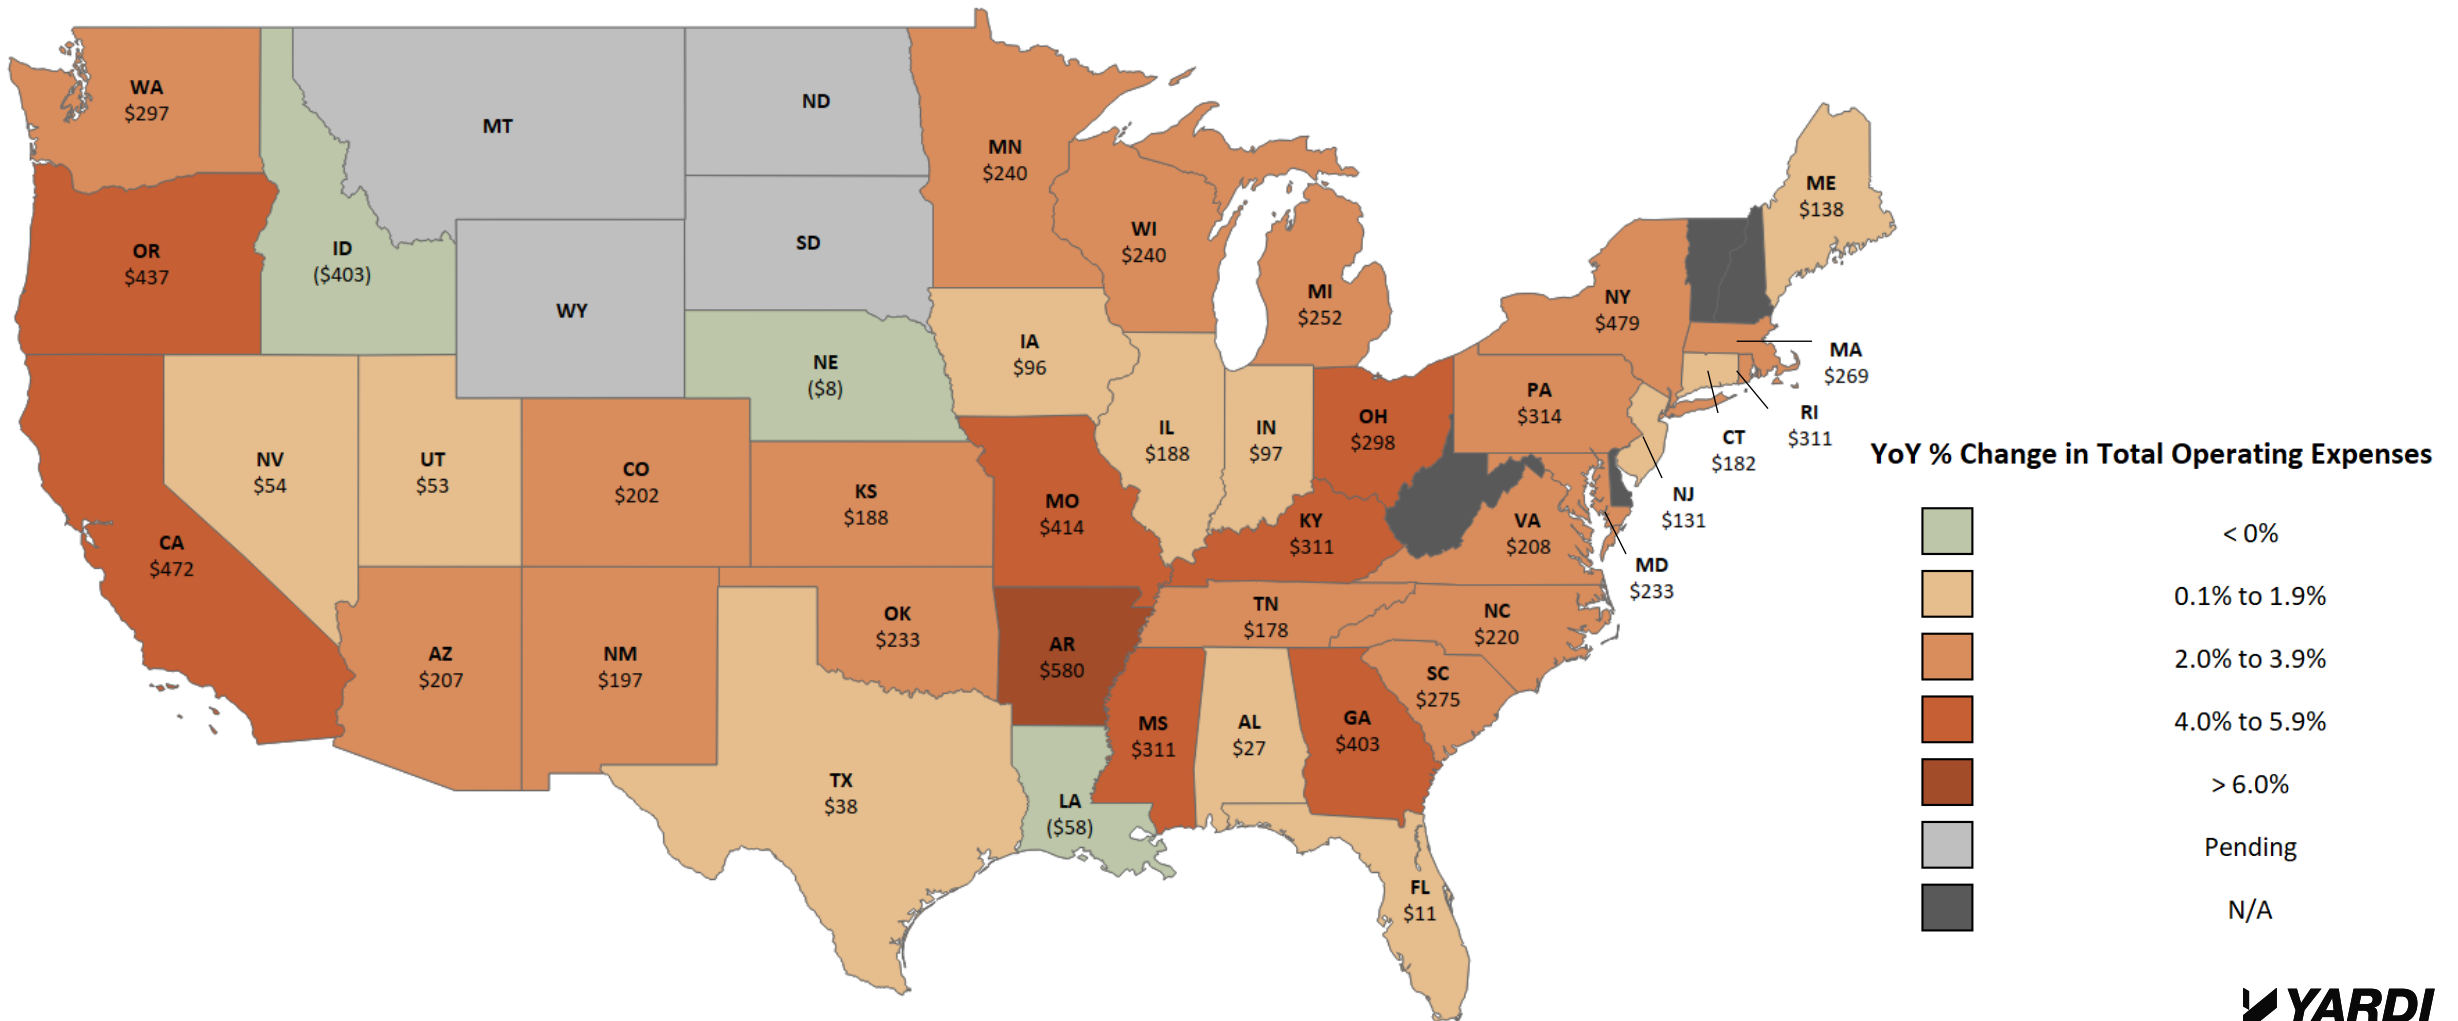 WA
$297
OR
$437
CA
$472
ID
($403)
NV
$54
UT
$53
AZ
$207
MT
WY
CO
$202
NM
$197
ND
SD
NE
($8)
KS
$188
OK
$233
TX
$38
MN
$240
IA
$96
MO
$414
AR
$580
LA
($58)
WI
$240
IL
$188
MS
$311
MI
$252
IN
$97
OH
$298
KY
$311
TN
$178
AL
$27
GA
$403
FL
$11
SC
$275
NC
$220
VA
$208
PA
$314
NY
$479
ME
$138
MA
$269
RI
$311
CT
$182
NJ
$131
MD
$233
YoY % Change in Total Operating Expenses
< 0%
0.1% to 1.9%
2.0% to 3.9%
4.0% to 5.9%
> 6.0%
Pending
N/A
YARDI